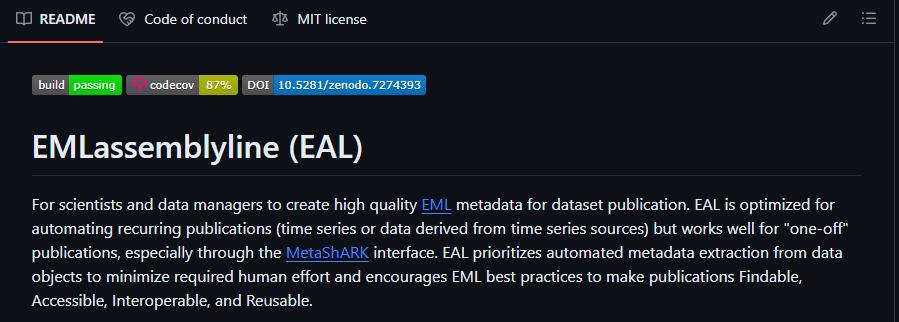 README Code of conduct MIT license
build passing codecov 87% DOI 10.5281/zenodo.7274393
EMLassemblyline (EAL)
For scientists and data managers to create high quality EML metadata for dataset publication. EAL is optimized for
automating recurring publications (time series or data derived from time series sources) but works well for "one-off"
publications, especially through the MetaShARK interface. EAL prioritizes automated metadata extraction from data
objects to minimize required human effort and encourages EML best practices to make publications Findable,
Accessible, Interoperable, and Reusable.